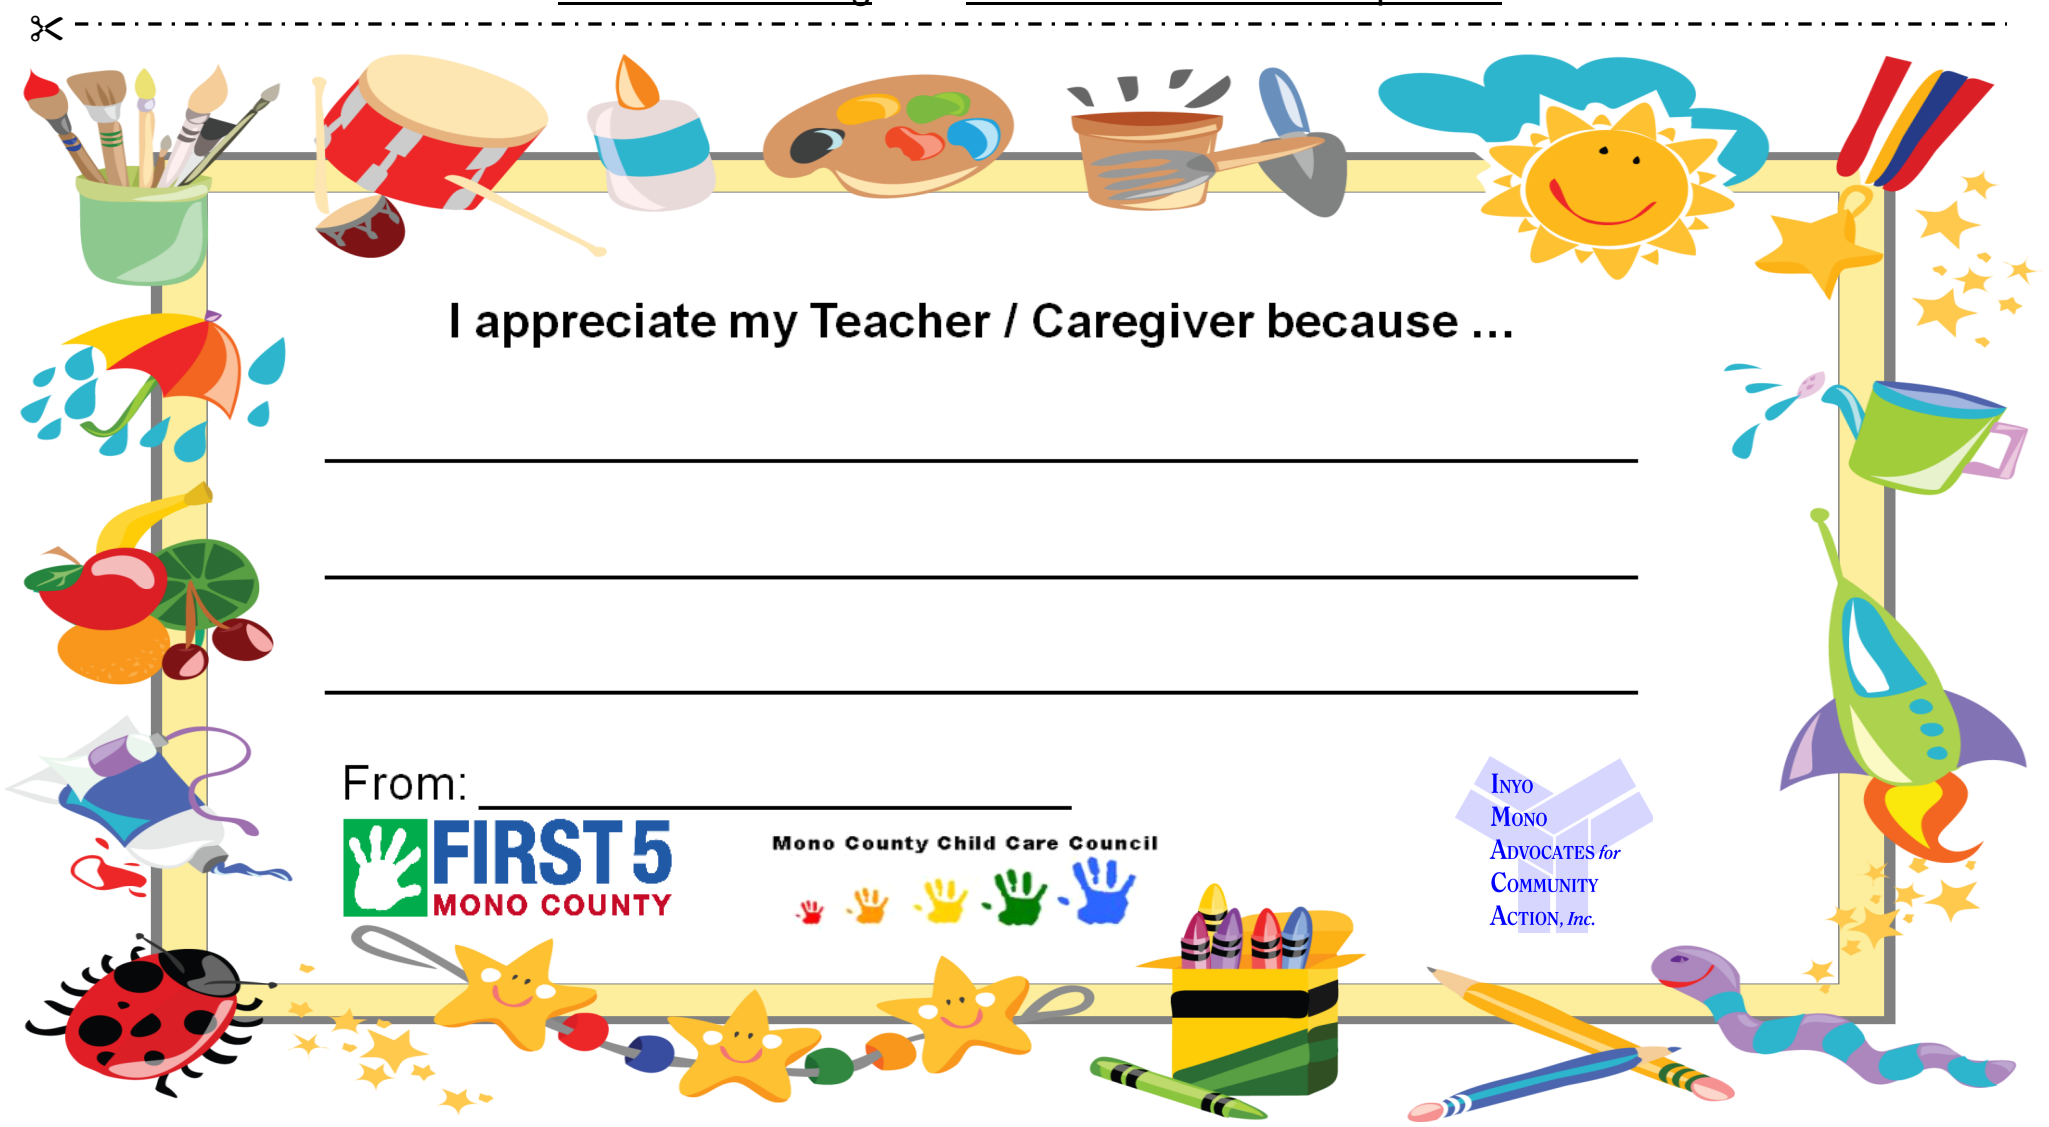 I appreciate my Teacher / Caregiver because ...
From:
FIRST 5
MONO COUNTY
Mono County Child Care Council
INYO
MONO
ADVOCATES for
COMMUNITY
ACTION, Inc.